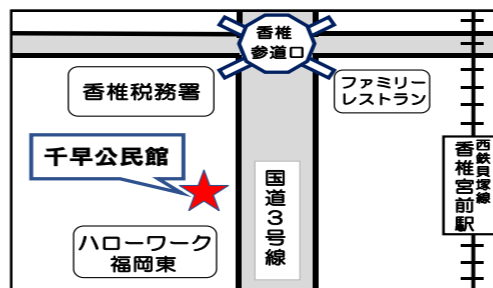 香椎
参道口
香椎税務署
ファミリー
レストラン
千早公民館
国道3号線
西鉄貝塚線
香椎宮前駅
ハローワーク
福岡東